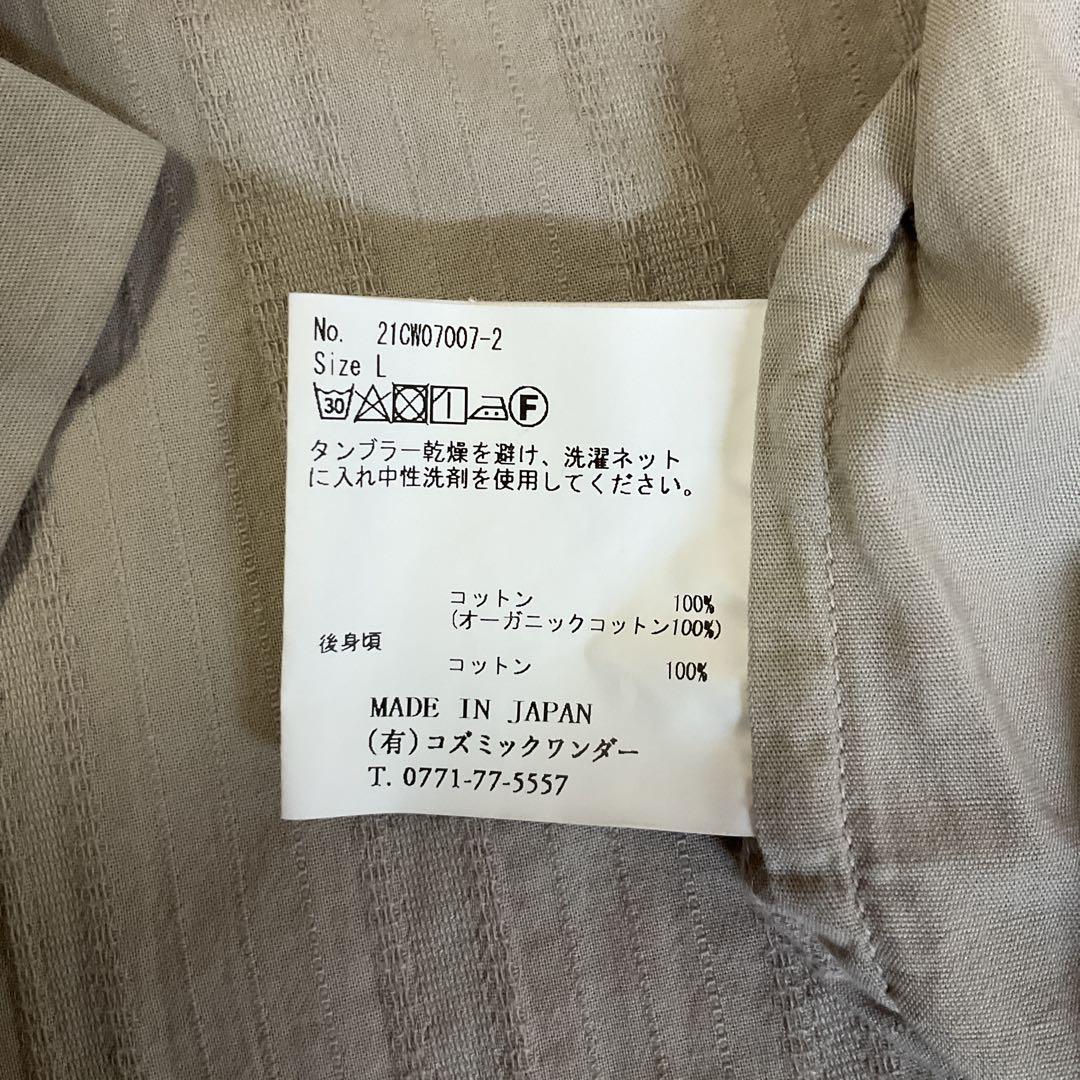 No. 21CW07007-2
Size L
30 F
タンブラー乾燥を避け、洗濯ネット
に入れ中性洗剤を使用してください。
コットン 100%
(オーガニックコットン100%)
後身頃
コットン 100%
MADE IN JAPAN
(有)コズミックワンダー
T. 0771-77-5557